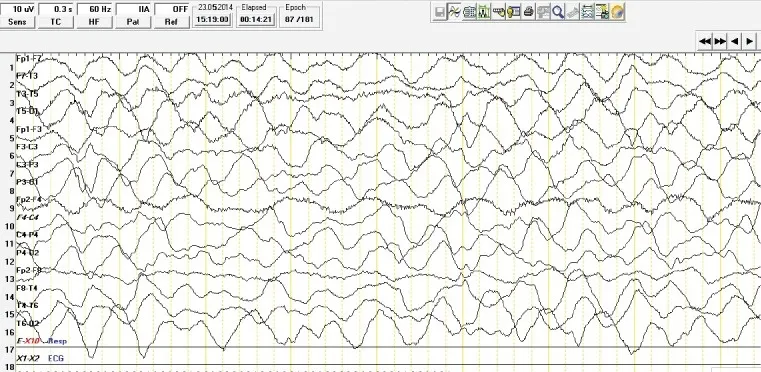 10 uV 0.3 s 60 Hz IIA OFF 23.05.2014 Elapsed Epoch
Sens TC HF Pat Ref 15:19:00 00:14:21 87 /181
1 Fp1-F7
2 F7-T3
3 T3-T5
4 T5-O1
5 Fp1-F3
6 F3-C3
7 C3-P3
8 P3-O1
9 Fp2-F4
10 F4-C4
11 C4-P4
12 P4-O2
13 Fp2-F8
14 F8-T4
15 T4-T6
16 T6-O2
17 E-X10 Resp
18 X1-X2 ECG